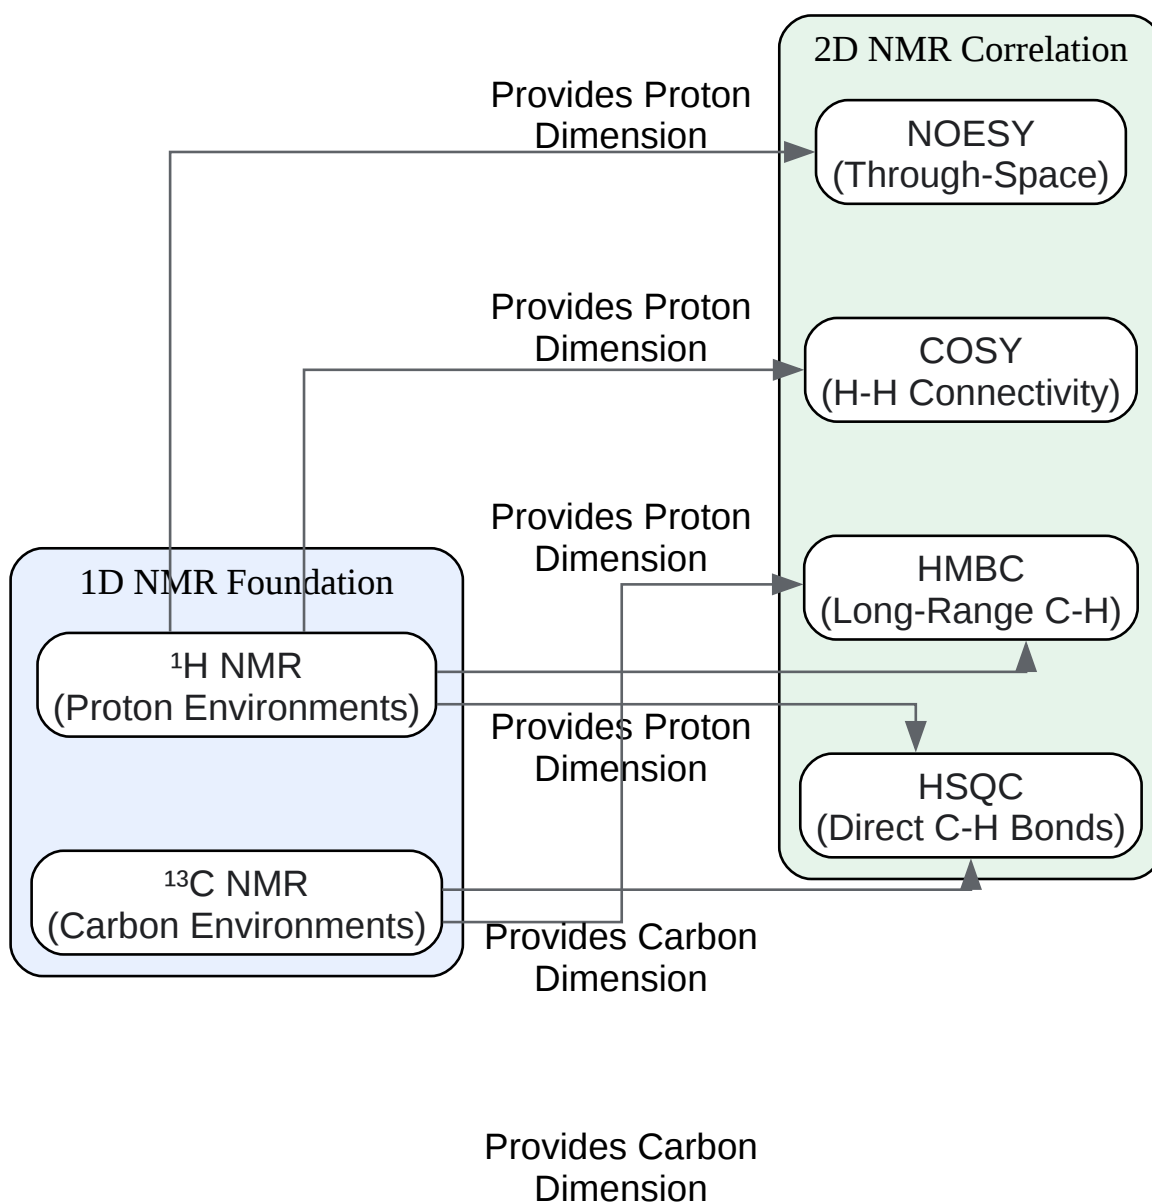 2D NMR Correlation
Provides Proton
Dimension
NOESY
(Through-Space)
Provides Proton
Dimension
COSY
(H-H Connectivity)
Provides Proton
Dimension
HMBC
(Long-Range C-H)
1D NMR Foundation
¹H NMR
(Proton Environments)
Provides Proton
Dimension
HSQC
(Direct C-H Bonds)
¹³C NMR
(Carbon Environments)
Provides Carbon
Dimension
Provides Carbon
Dimension